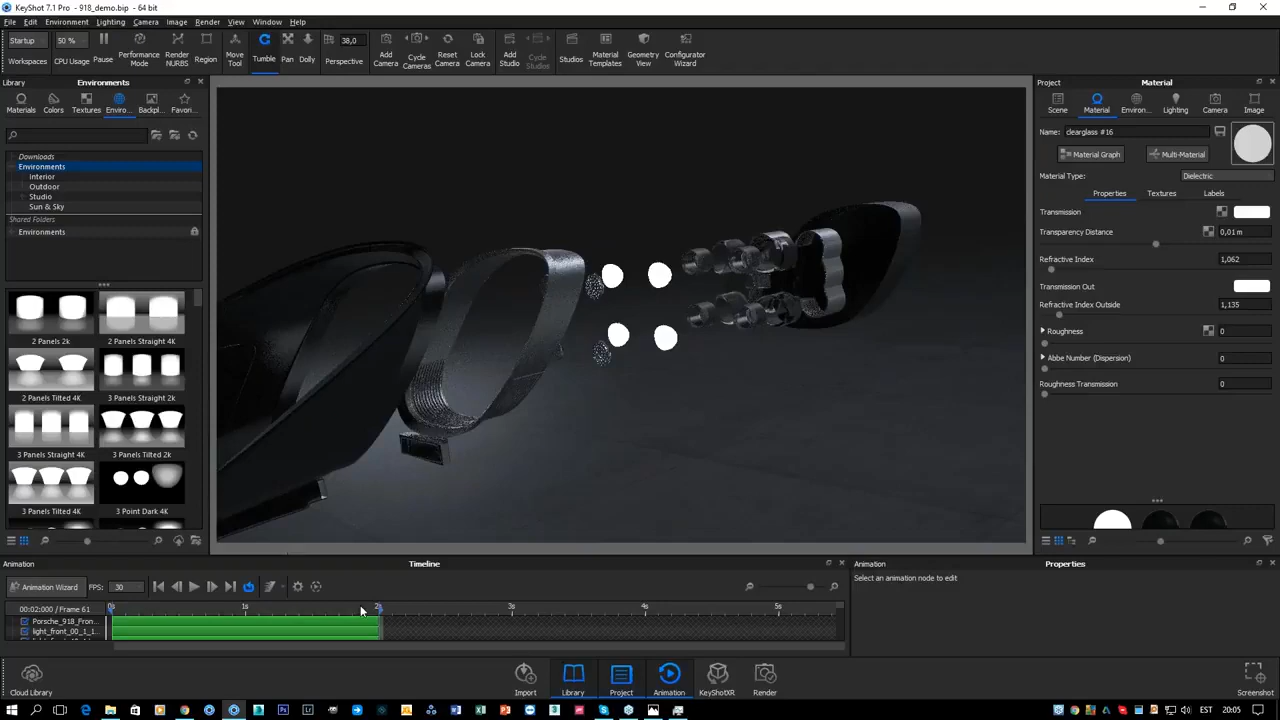 KeyShot 7.1 Pro - 918_demo.bip - 64 bit
File Edit Environment Lighting Camera Image Render View Window Help
Startup 50 % 38,0
Workspaces CPU Usage Pause Performance Mode Render NURBS Region Move Tool Tumble Pan Dolly Perspective Add Camera Cycle Cameras Reset Camera Lock Camera Add Studio Cycle Studios Studios Material Templates Geometry View Configurator Wizard
Library Environments
Materials Colors Textures Enviro... Backpl... Favori...
Downloads
Environments
Interior
Outdoor
Studio
Sun & Sky
Shared Folders
Environments
2 Panels 2k 2 Panels Straight 4K
2 Panels Tilted 4K 3 Panels Straight 2k
3 Panels Straight 4K 3 Panels Tilted 2k
3 Panels Tilted 4K 3 Point Dark 4K
Project Material
Scene Material Environ... Lighting Camera Image
Name: clearglass #16
Material Graph Multi-Material
Material Type: Dielectric
Properties Textures Labels
Transmission
Transparency Distance 0,01 m
Refractive Index 1,062
Transmission Out
Refractive Index Outside 1,135
Roughness 0
Abbe Number (Dispersion) 0
Roughness Transmission 0
Animation Timeline
Animation Wizard FPS: 30
00:02:000 / Frame 61 0s 1s 2s 3s 4s 5s
Porsche_918_Fron...
light_front_00_1_1...
Animation Properties
Select an animation node to edit
Cloud Library Import Library Project Animation KeyShotXR Render Screenshot
EST 20:05